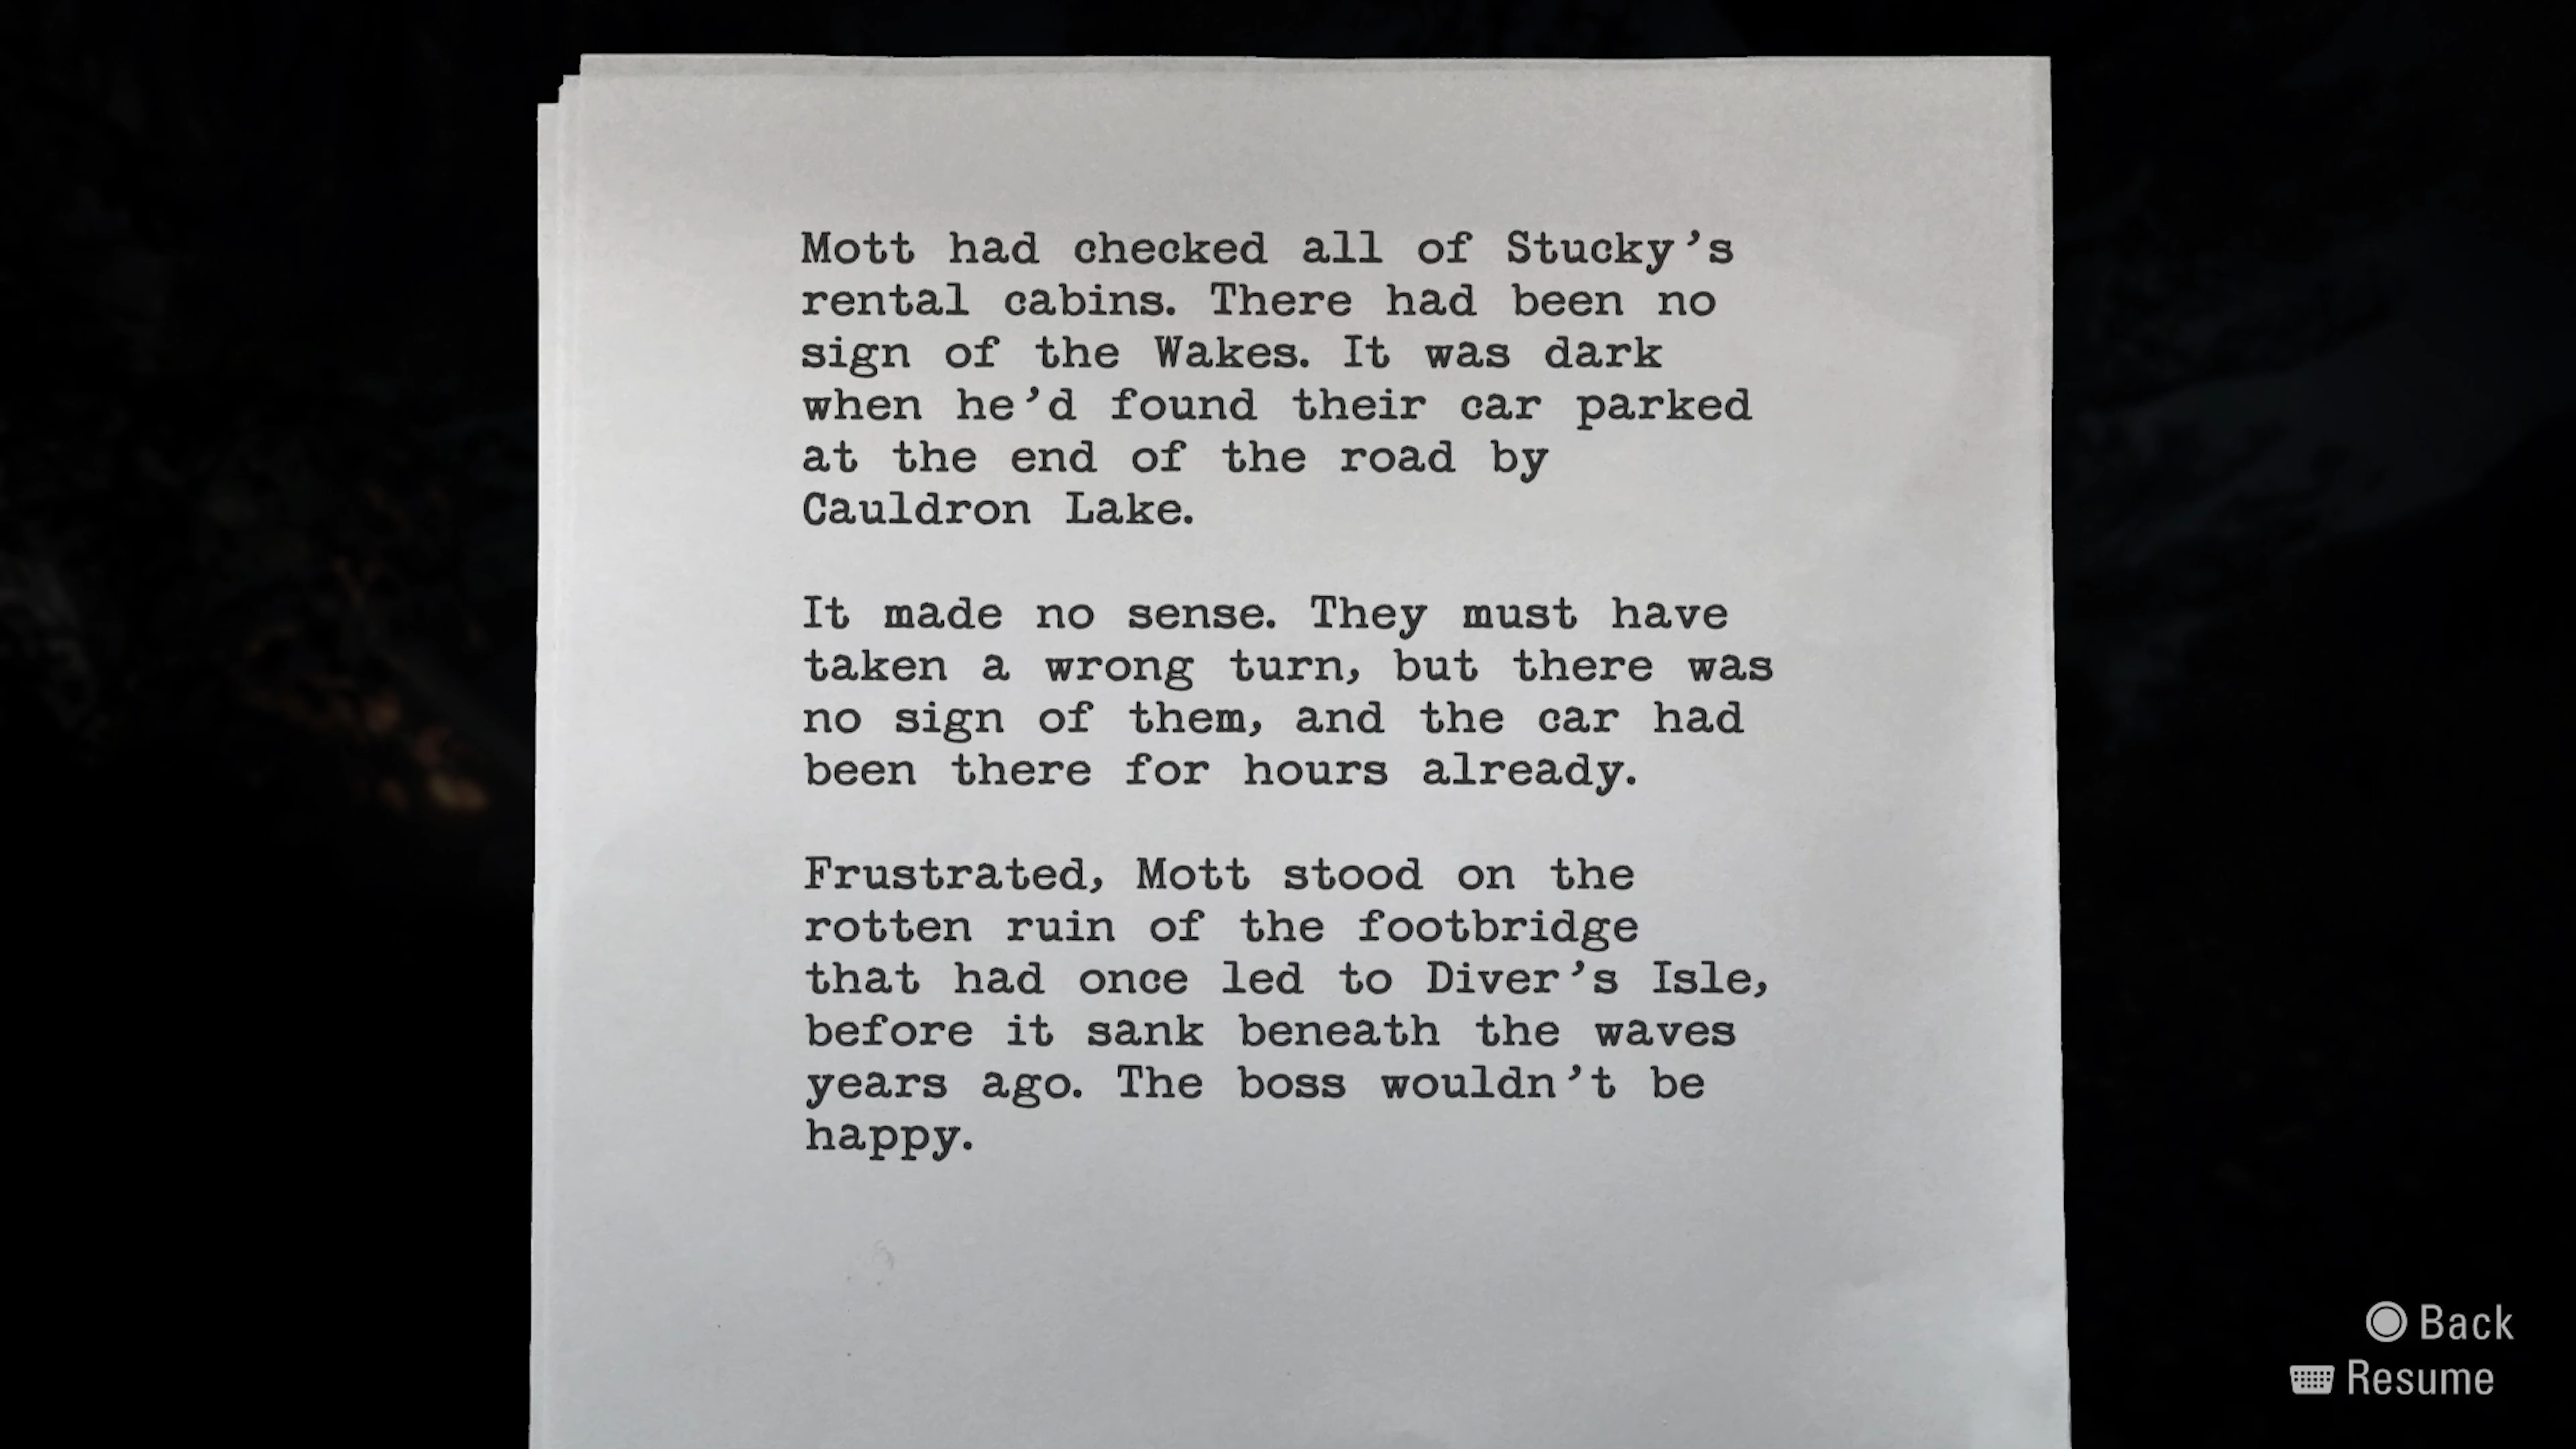 Mott had checked all of Stucky’s
rental cabins. There had been no
sign of the Wakes. It was dark
when he’d found their car parked
at the end of the road by
Cauldron Lake.
It made no sense. They must have
taken a wrong turn, but there was
no sign of them, and the car had
been there for hours already.
Frustrated, Mott stood on the
rotten ruin of the footbridge
that had once led to Diver’s Isle,
before it sank beneath the waves
years ago. The boss wouldn’t be
happy.
Back
Resume